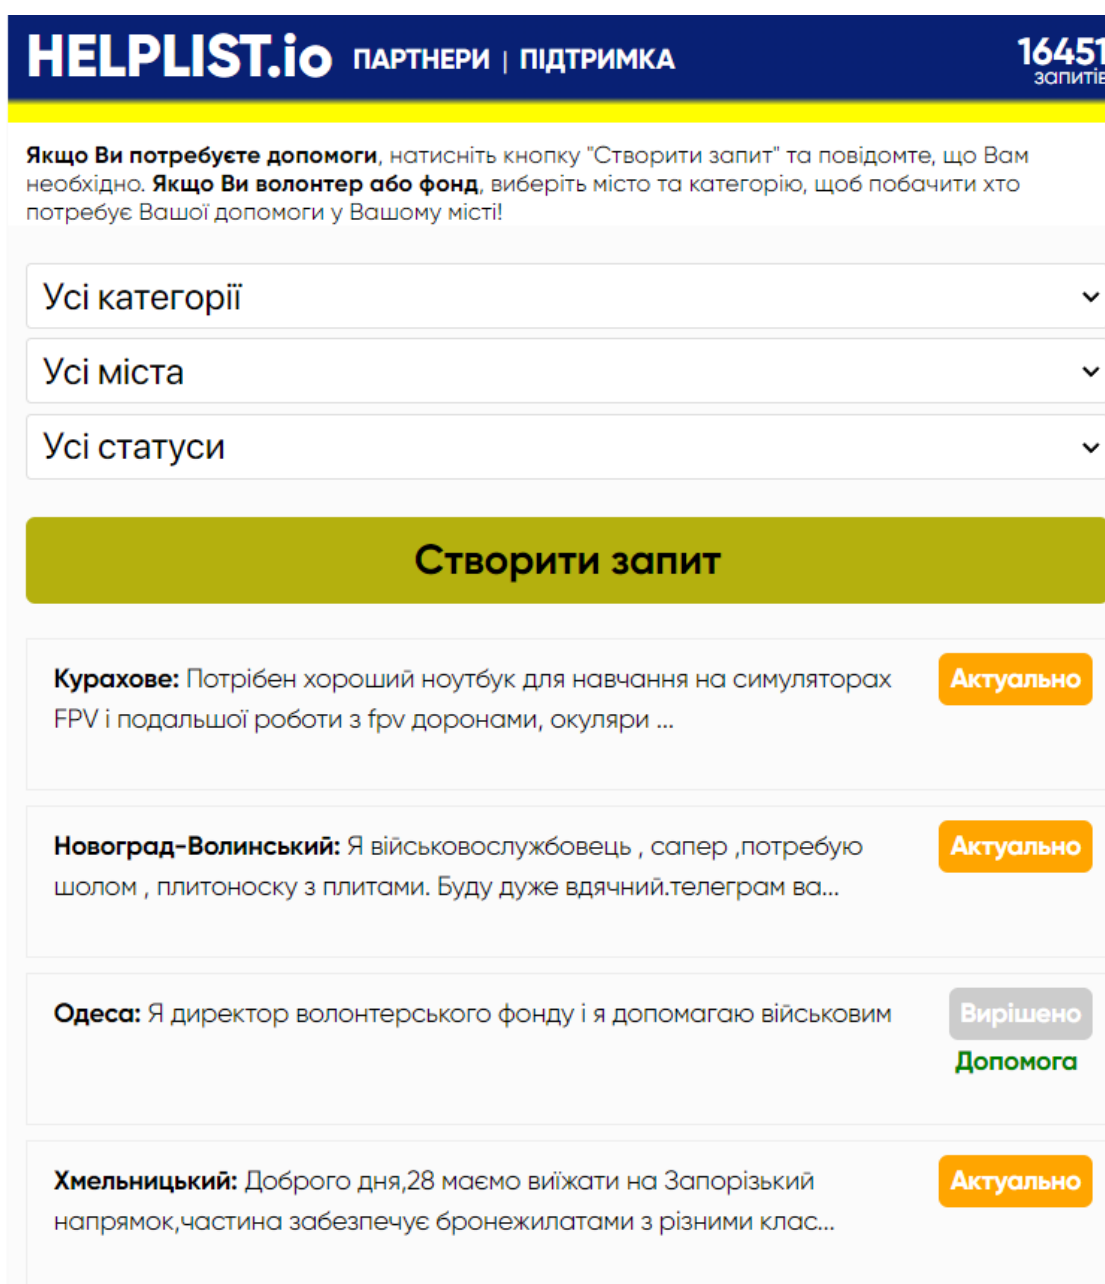 HELPLIST.io ПАРТНЕРИ | ПІДТРИМКА 16451
запитів
Якщо Ви потребуєте допомоги, натисніть кнопку "Створити запит" та повідомте, що Вам
необхідно. Якщо Ви волонтер або фонд, виберіть місто та категорію, щоб побачити хто
потребує Вашої допомоги у Вашому місті!
Усі категорії
Усі міста
Усі статуси
Створити запит
Курахове: Потрібен хороший ноутбук для навчання на симуляторах
FPV і подальшої роботи з fpv доронами, окуляри ...
Актуально
Новоград-Волинський: Я військовослужбовець , сапер ,потребую
шолом , плитоноску з плитами. Буду дуже вдячний.телеграм ва...
Актуально
Одеса: Я директор волонтерського фонду і я допомагаю військовим
Вирішено
Допомога
Хмельницький: Доброго дня,28 маємо виїжати на Запорізький
напрямок,частина забезпечує бронежилатами з різними клас...
Актуально